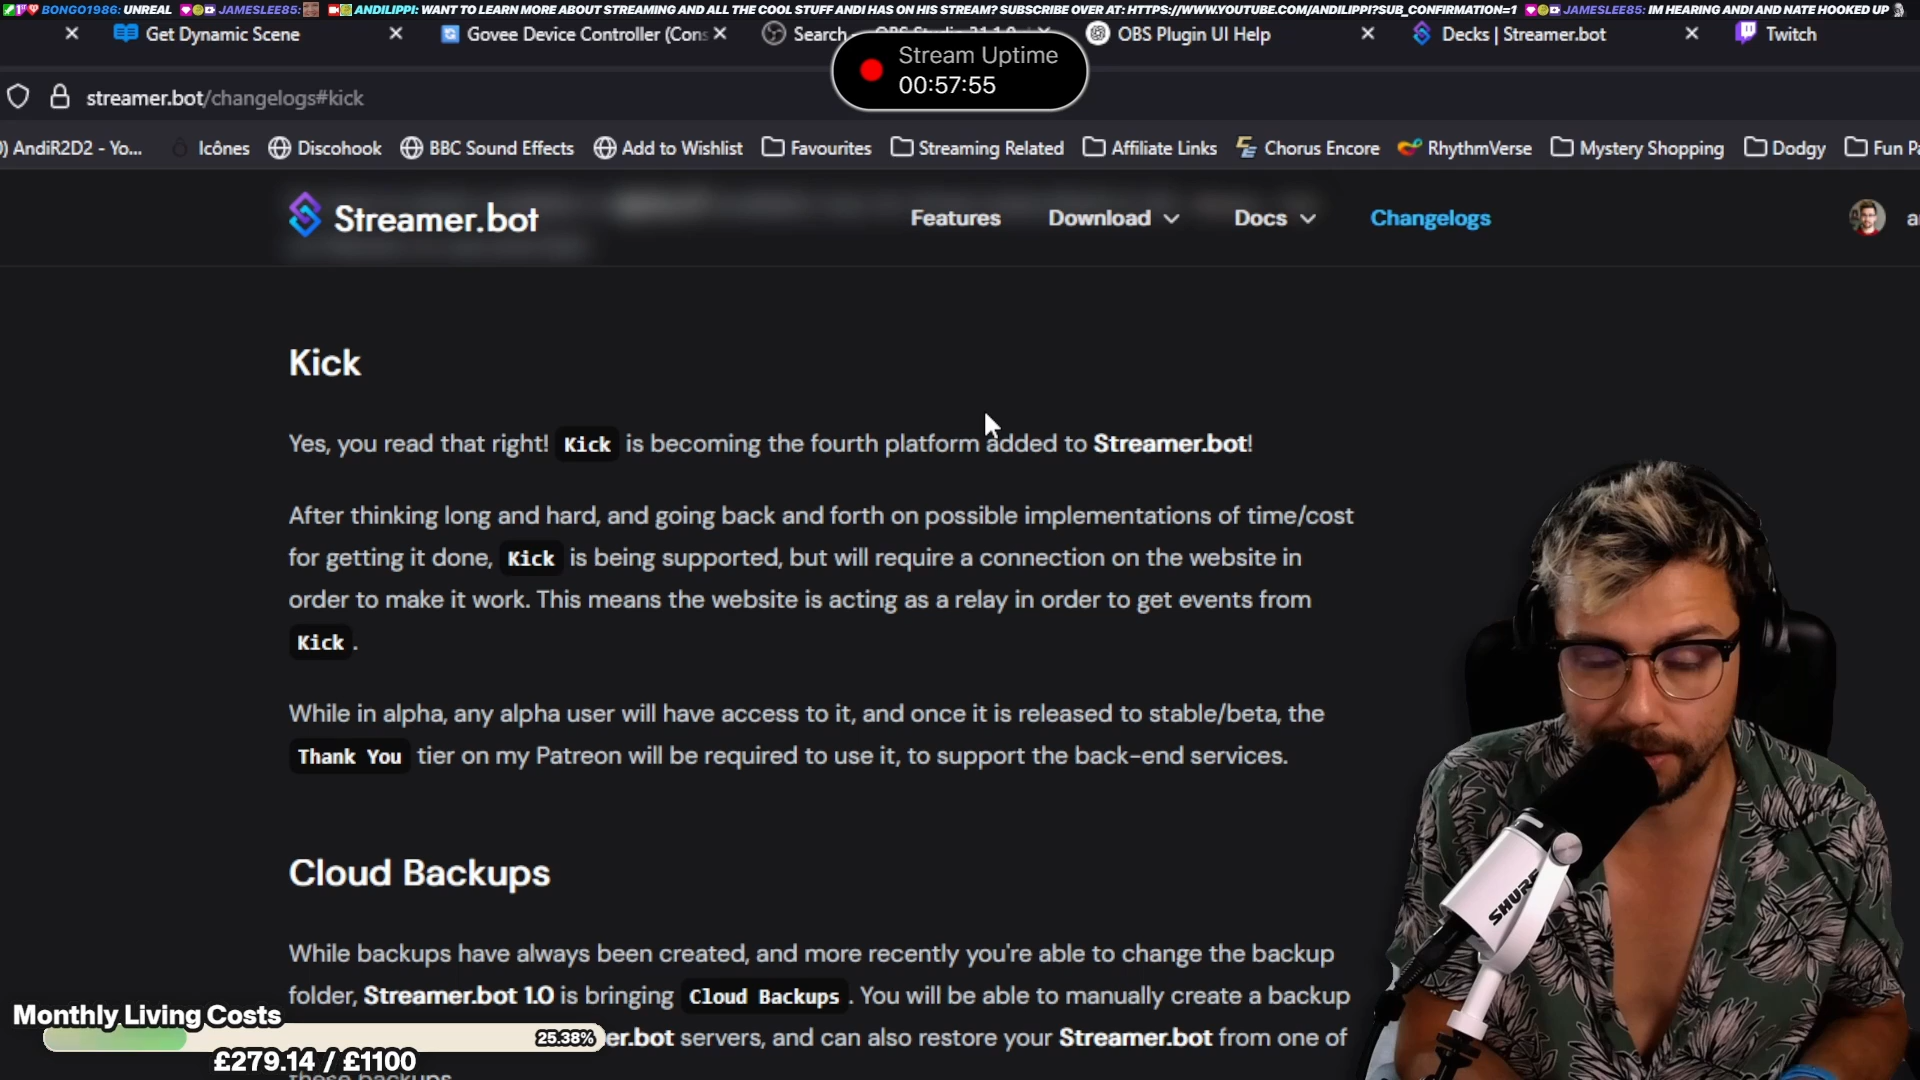 BONGO1986: UNREAL JAMESLEE85: ANDILIPPI: WANT TO LEARN MORE ABOUT STREAMING AND ALL THE COOL STUFF ANDI HAS ON HIS STREAM? SUBSCRIBE OVER AT: HTTPS://WWW.YOUTUBE.COM/ANDILIPPI?SUB_CONFIRMATION=1 JAMESLEE85: IM HEARING ANDI AND NATE HOOKED UP
Get Dynamic Scene Govee Device Controller (Cons Search OBS Plugin UI Help Decks | Streamer.bot Twitch
Stream Uptime
00:57:55
streamer.bot/changelogs#kick
) AndiR2D2 - Yo... Icônes Discohook BBC Sound Effects Add to Wishlist Favourites Streaming Related Affiliate Links Chorus Encore RhythmVerse Mystery Shopping Dodgy Fun Pa
Streamer.bot Features Download Docs Changelogs
Kick
Yes, you read that right! Kick is becoming the fourth platform added to Streamer.bot!
After thinking long and hard, and going back and forth on possible implementations of time/cost
for getting it done, Kick is being supported, but will require a connection on the website in
order to make it work. This means the website is acting as a relay in order to get events from
Kick.
While in alpha, any alpha user will have access to it, and once it is released to stable/beta, the
Thank You tier on my Patreon will be required to use it, to support the back-end services.
Cloud Backups
While backups have always been created, and more recently you're able to change the backup
folder, Streamer.bot 1.0 is bringing Cloud Backups. You will be able to manually create a backup
er.bot servers, and can also restore your Streamer.bot from one of
Monthly Living Costs
25.38%
£279.14 / £1100
SHURE